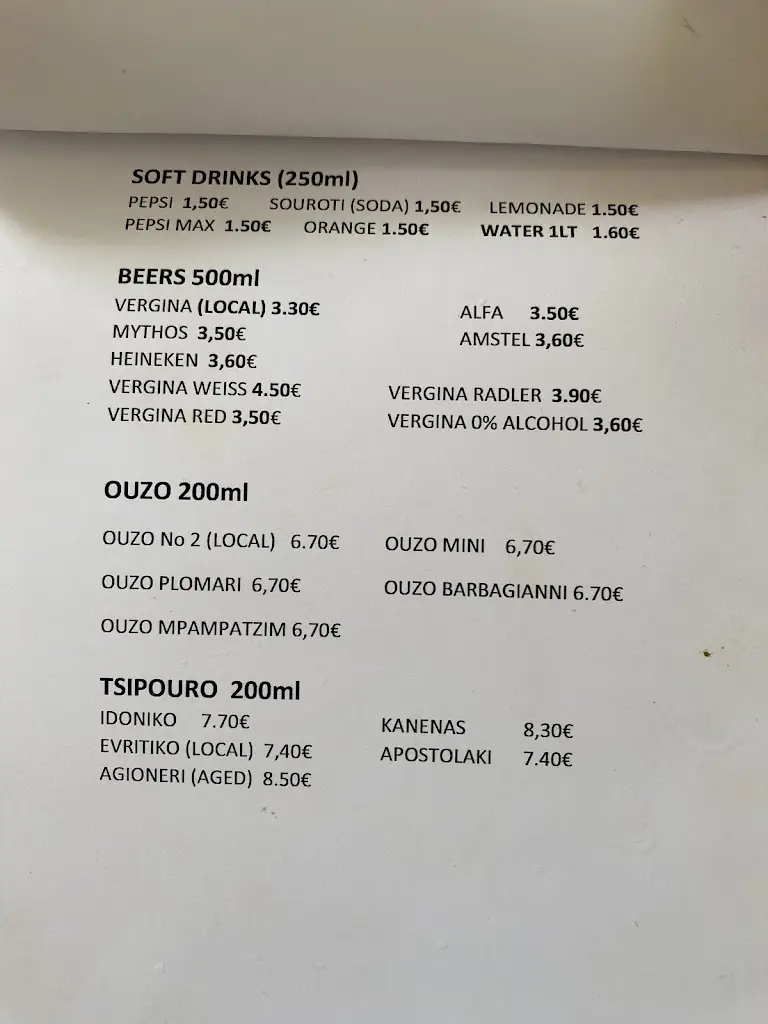 SOFT DRINKS (250ml)
PEPSI 1,50€ SOUROTI (SODA) 1,50€ LEMONADE 1.50€
PEPSI MAX 1.50€ ORANGE 1.50€ WATER 1LT 1.60€
BEERS 500ml
VERGINA (LOCAL) 3.30€ ALFA 3.50€
MYTHOS 3,50€ AMSTEL 3,60€
HEINEKEN 3,60€
VERGINA WEISS 4.50€ VERGINA RADLER 3.90€
VERGINA RED 3,50€ VERGINA 0% ALCOHOL 3,60€
OUZO 200ml
OUZO No 2 (LOCAL) 6.70€ OUZO MINI 6,70€
OUZO PLOMARI 6,70€ OUZO BARBAGIANNI 6.70€
OUZO MPAMPATZIM 6,70€
TSIPOURO 200ml
IDONIKO 7.70€ KANENAS 8,30€
EVRITIKO (LOCAL) 7,40€ APOSTOLAKI 7.40€
AGIONERI (AGED) 8.50€